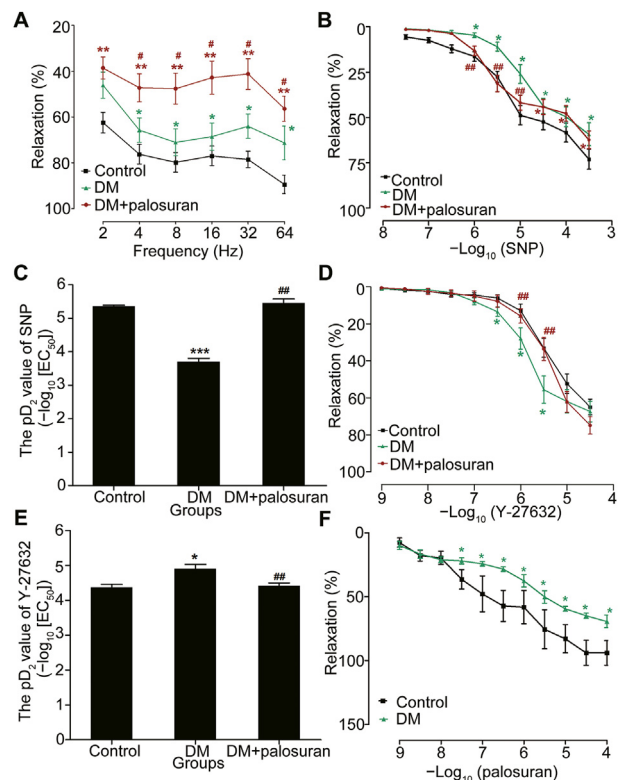 A
Relaxation (%)
20
40
60
80
100
Control
DM
DM+palosuran
2
4
8
16
32
64
Frequency (Hz)
** # ** # ** # ** # ** # **
* * * * *
B
Relaxation (%)
0
25
50
75
100
Control
DM
DM+palosuran
8
7
6
5
4
3
−Log10 (SNP)
* * * * * *
## ## ## * * *
C
The pD2 value of SNP
(−log10 [EC50])
6
5
4
3
2
1
0
***
##
Control
DM
DM+palosuran
Groups
D
Relaxation (%)
0
20
40
60
80
100
## ##
* * *
Control
DM
DM+palosuran
9
8
7
6
5
4
−Log10 (Y-27632)
E
The pD2 value of Y-27632
(−log10 [EC50])
6
5
4
3
2
1
0
*
##
Control
DM
DM+palosuran
Groups
F
Relaxation (%)
0
50
100
150
* * * * * * * *
Control
DM
9
8
7
6
5
4
−Log10 (palosuran)